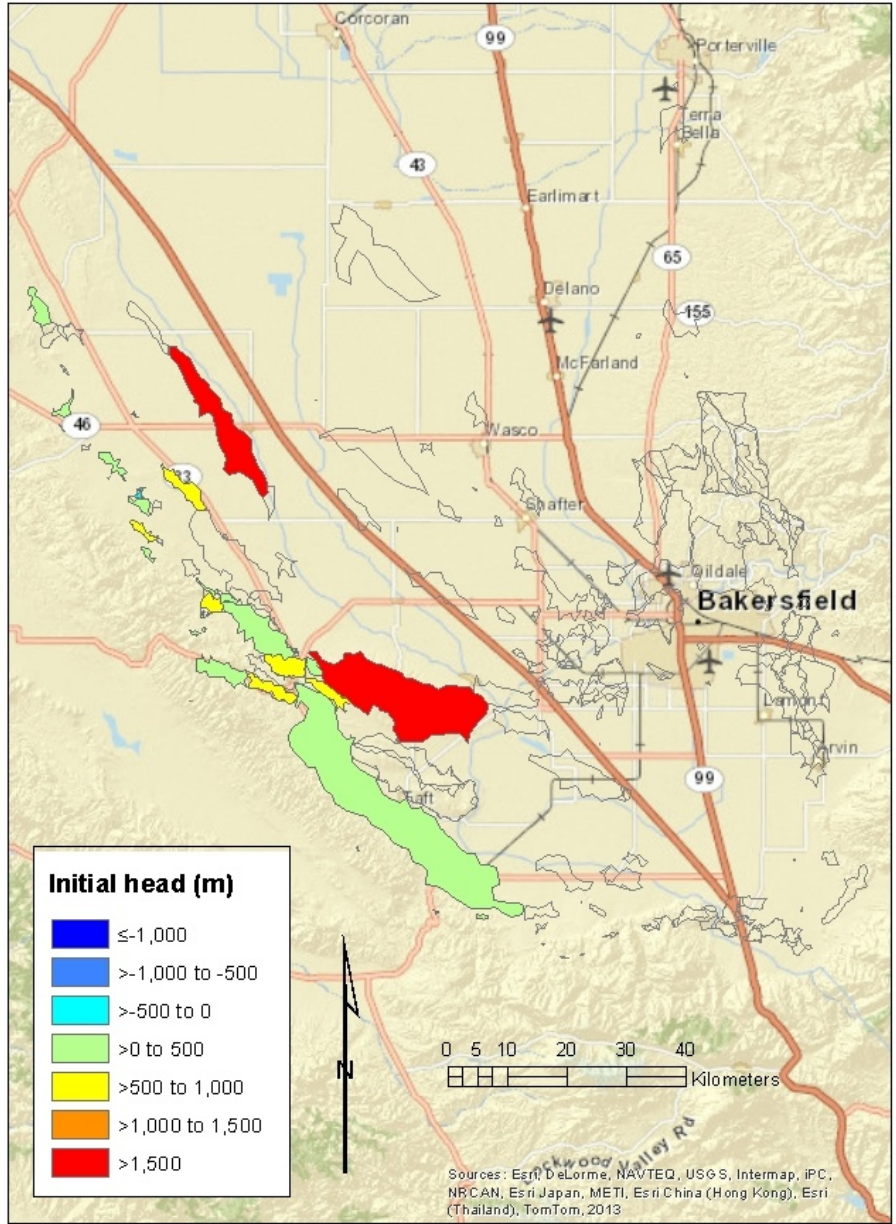 Corcoran
99
Porterville
Terra
Bella
43
Earlimart
65
Delano
155
McFarland
46
Wasco
33
Shafter
Oildale
Bakersfield
Lamont
Arvin
99
Taft
Initial head (m)
≤-1,000
>-1,000 to -500
>-500 to 0
>0 to 500
>500 to 1,000
>1,000 to 1,500
>1,500
N
0 5 10 20 30 40
Kilometers
Lockwood Valley Rd
Sources: Esri, DeLorme, NAVTEQ, USGS, Intermap, iPC,
NRCAN, Esri Japan, METI, Esri China (Hong Kong), Esri
(Thailand), TomTom, 2013